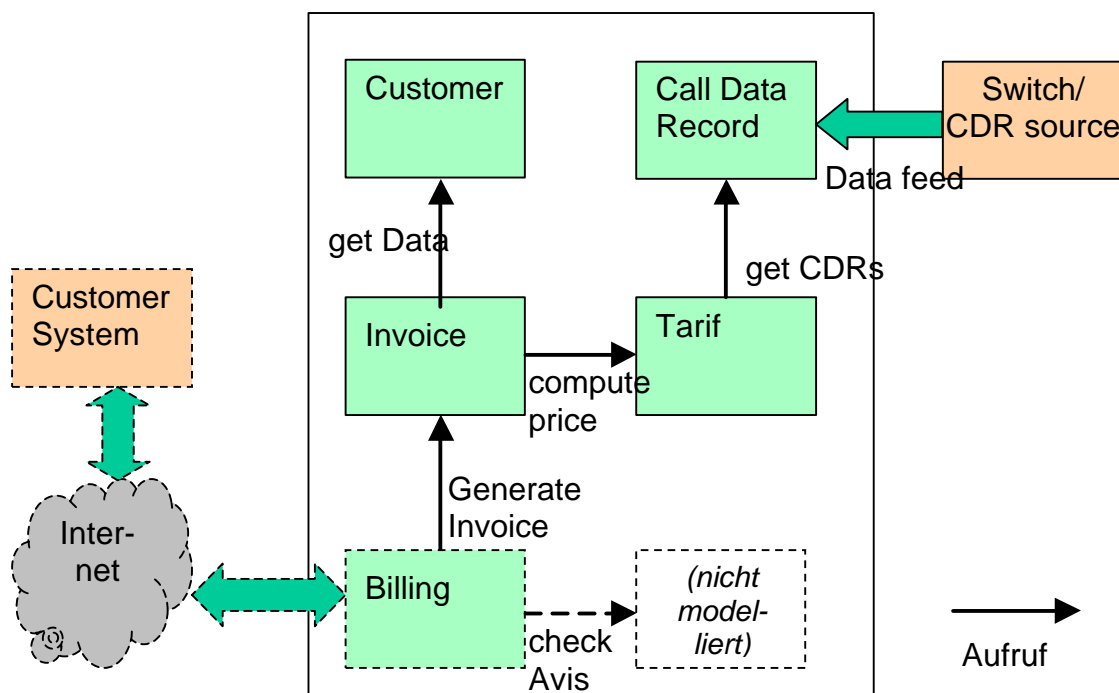 Customer
Call Data
Record
Switch/
CDR source
Data feed
get Data
get CDRs
Customer
System
Invoice
Tarif
compute
price
Generate
Invoice
Inter-
net
Billing
(nicht
model-
liert)
check
Avis
Aufruf